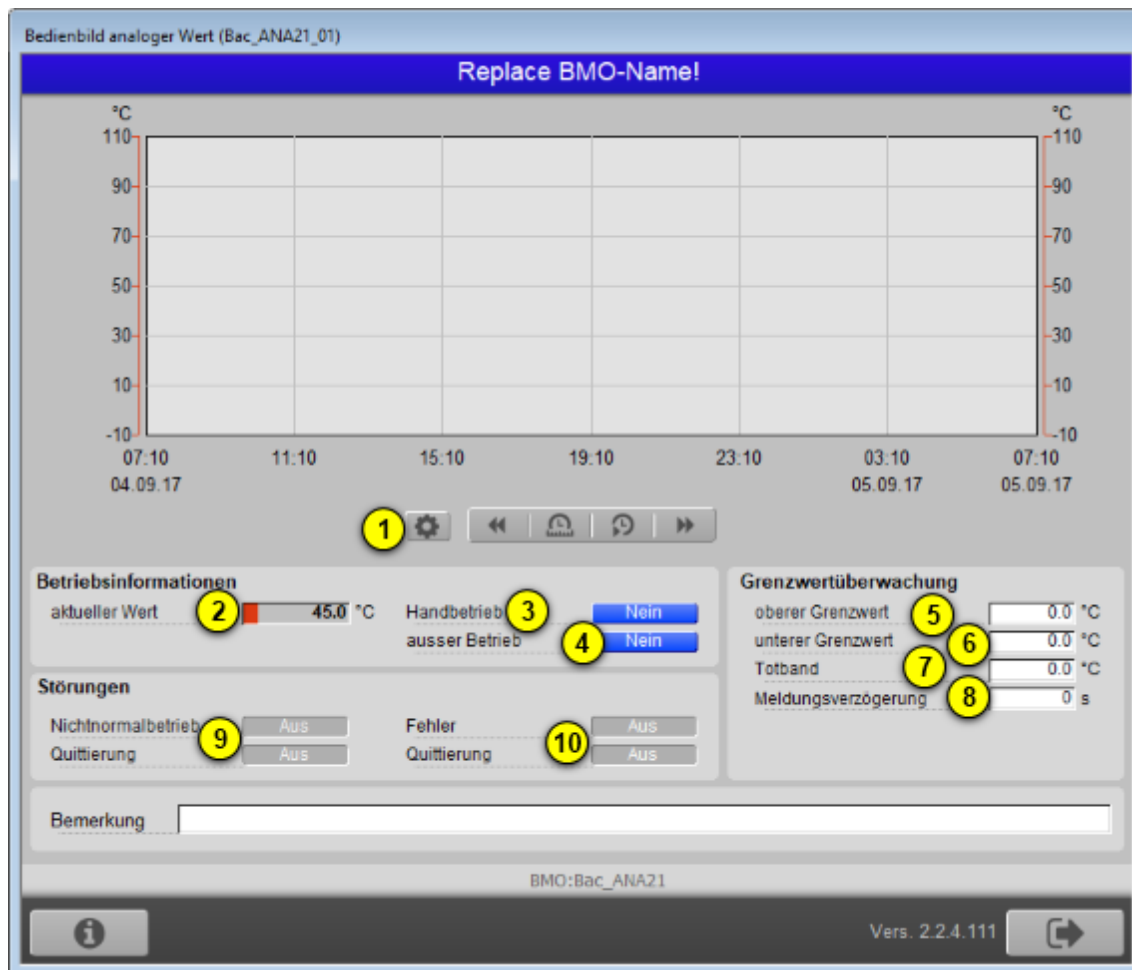 Bedienbild analoger Wert (Bac_ANA21_01)
Replace BMO-Name!
°C °C
110 110
90 90
70 70
50 50
30 30
10 10
-10 -10
07:10 11:10 15:10 19:10 23:10 03:10 07:10
04.09.17 05.09.17 05.09.17
1
Betriebsinformationen
aktueller Wert 2 45.0 °C Handbetrieb 3 Nein
ausser Betrieb 4 Nein
Störungen
Nichtnormalbetrieb Aus Fehler Aus
9 10
Quittierung Aus Quittierung Aus
Grenzwertüberwachung
oberer Grenzwert 5 0.0 °C
unterer Grenzwert 6 0.0 °C
Totband 7 0.0 °C
Meldungsverzögerung 8 0 s
Bemerkung
BMO:Bac_ANA21
Vers. 2.2.4.111